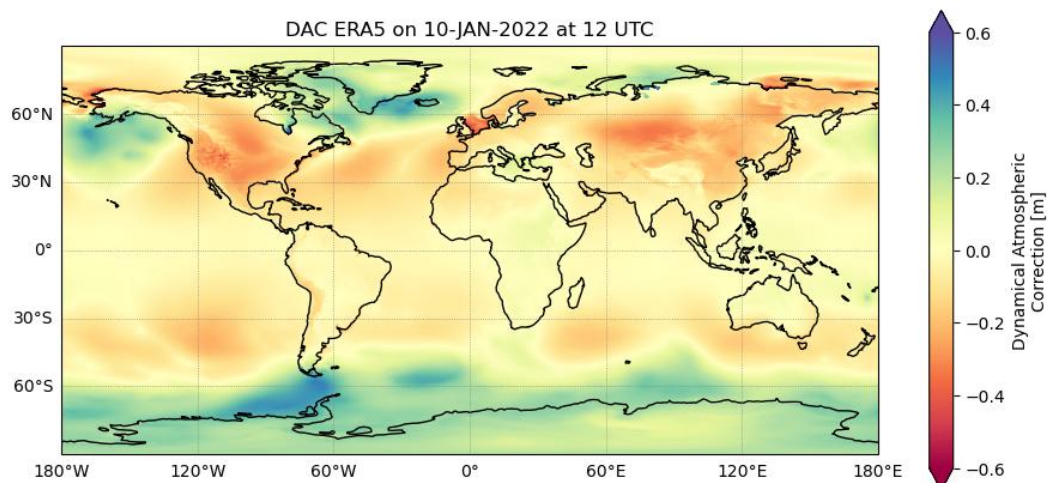 DAC ERA5 on 10-JAN-2022 at 12 UTC
60°N
30°N
0°
30°S
60°S
180°W
120°W
60°W
0°
60°E
120°E
180°E
0.6
0.4
0.2
0.0
−0.2
−0.4
−0.6
Dynamical Atmospheric
Correction [m]